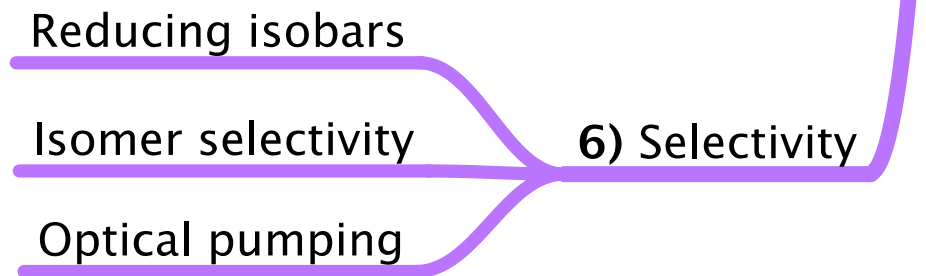 Reducing isobars
Isomer selectivity
6) Selectivity
Optical pumping